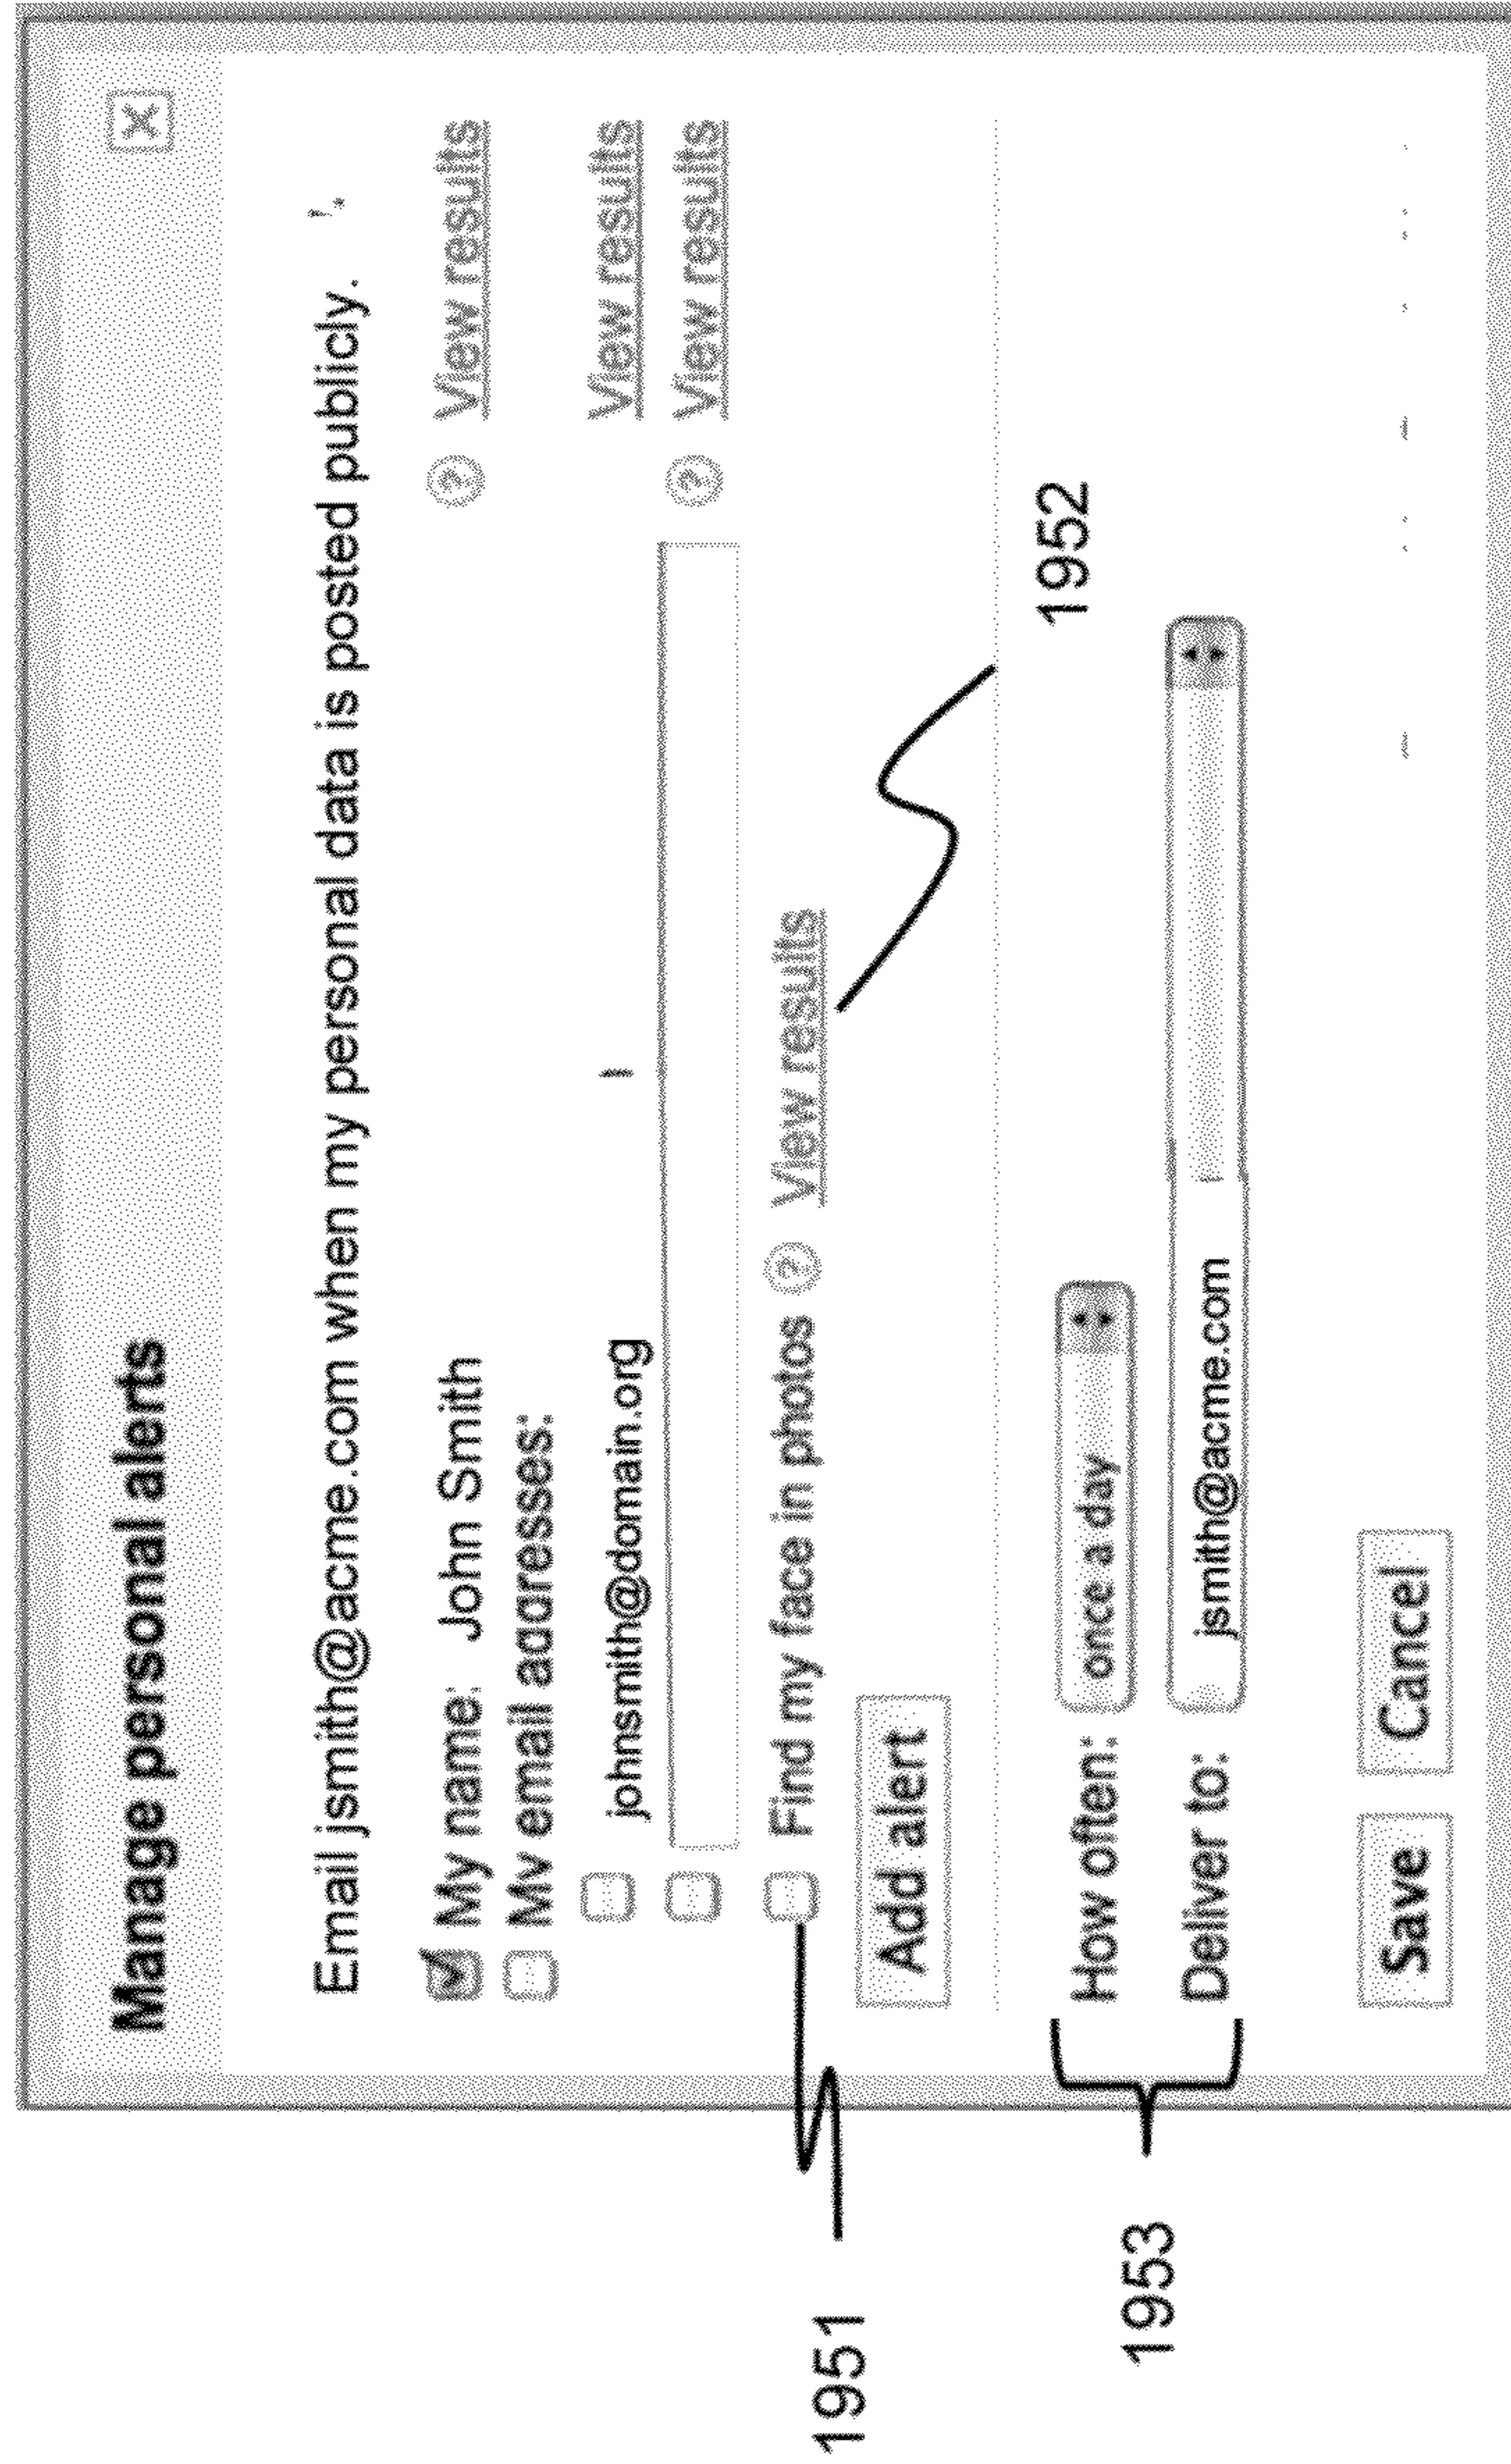 Manage personal alerts X
Email jsmith@acme.com when my personal data is posted publicly.
My name: John Smith ? View results
My email addresses:
johnsmith@domain.org View results
? View results
1951 Find my face in photos ? View results
Add alert
1952
1953
How often: once a day
Deliver to: jsmith@acme.com
Save Cancel